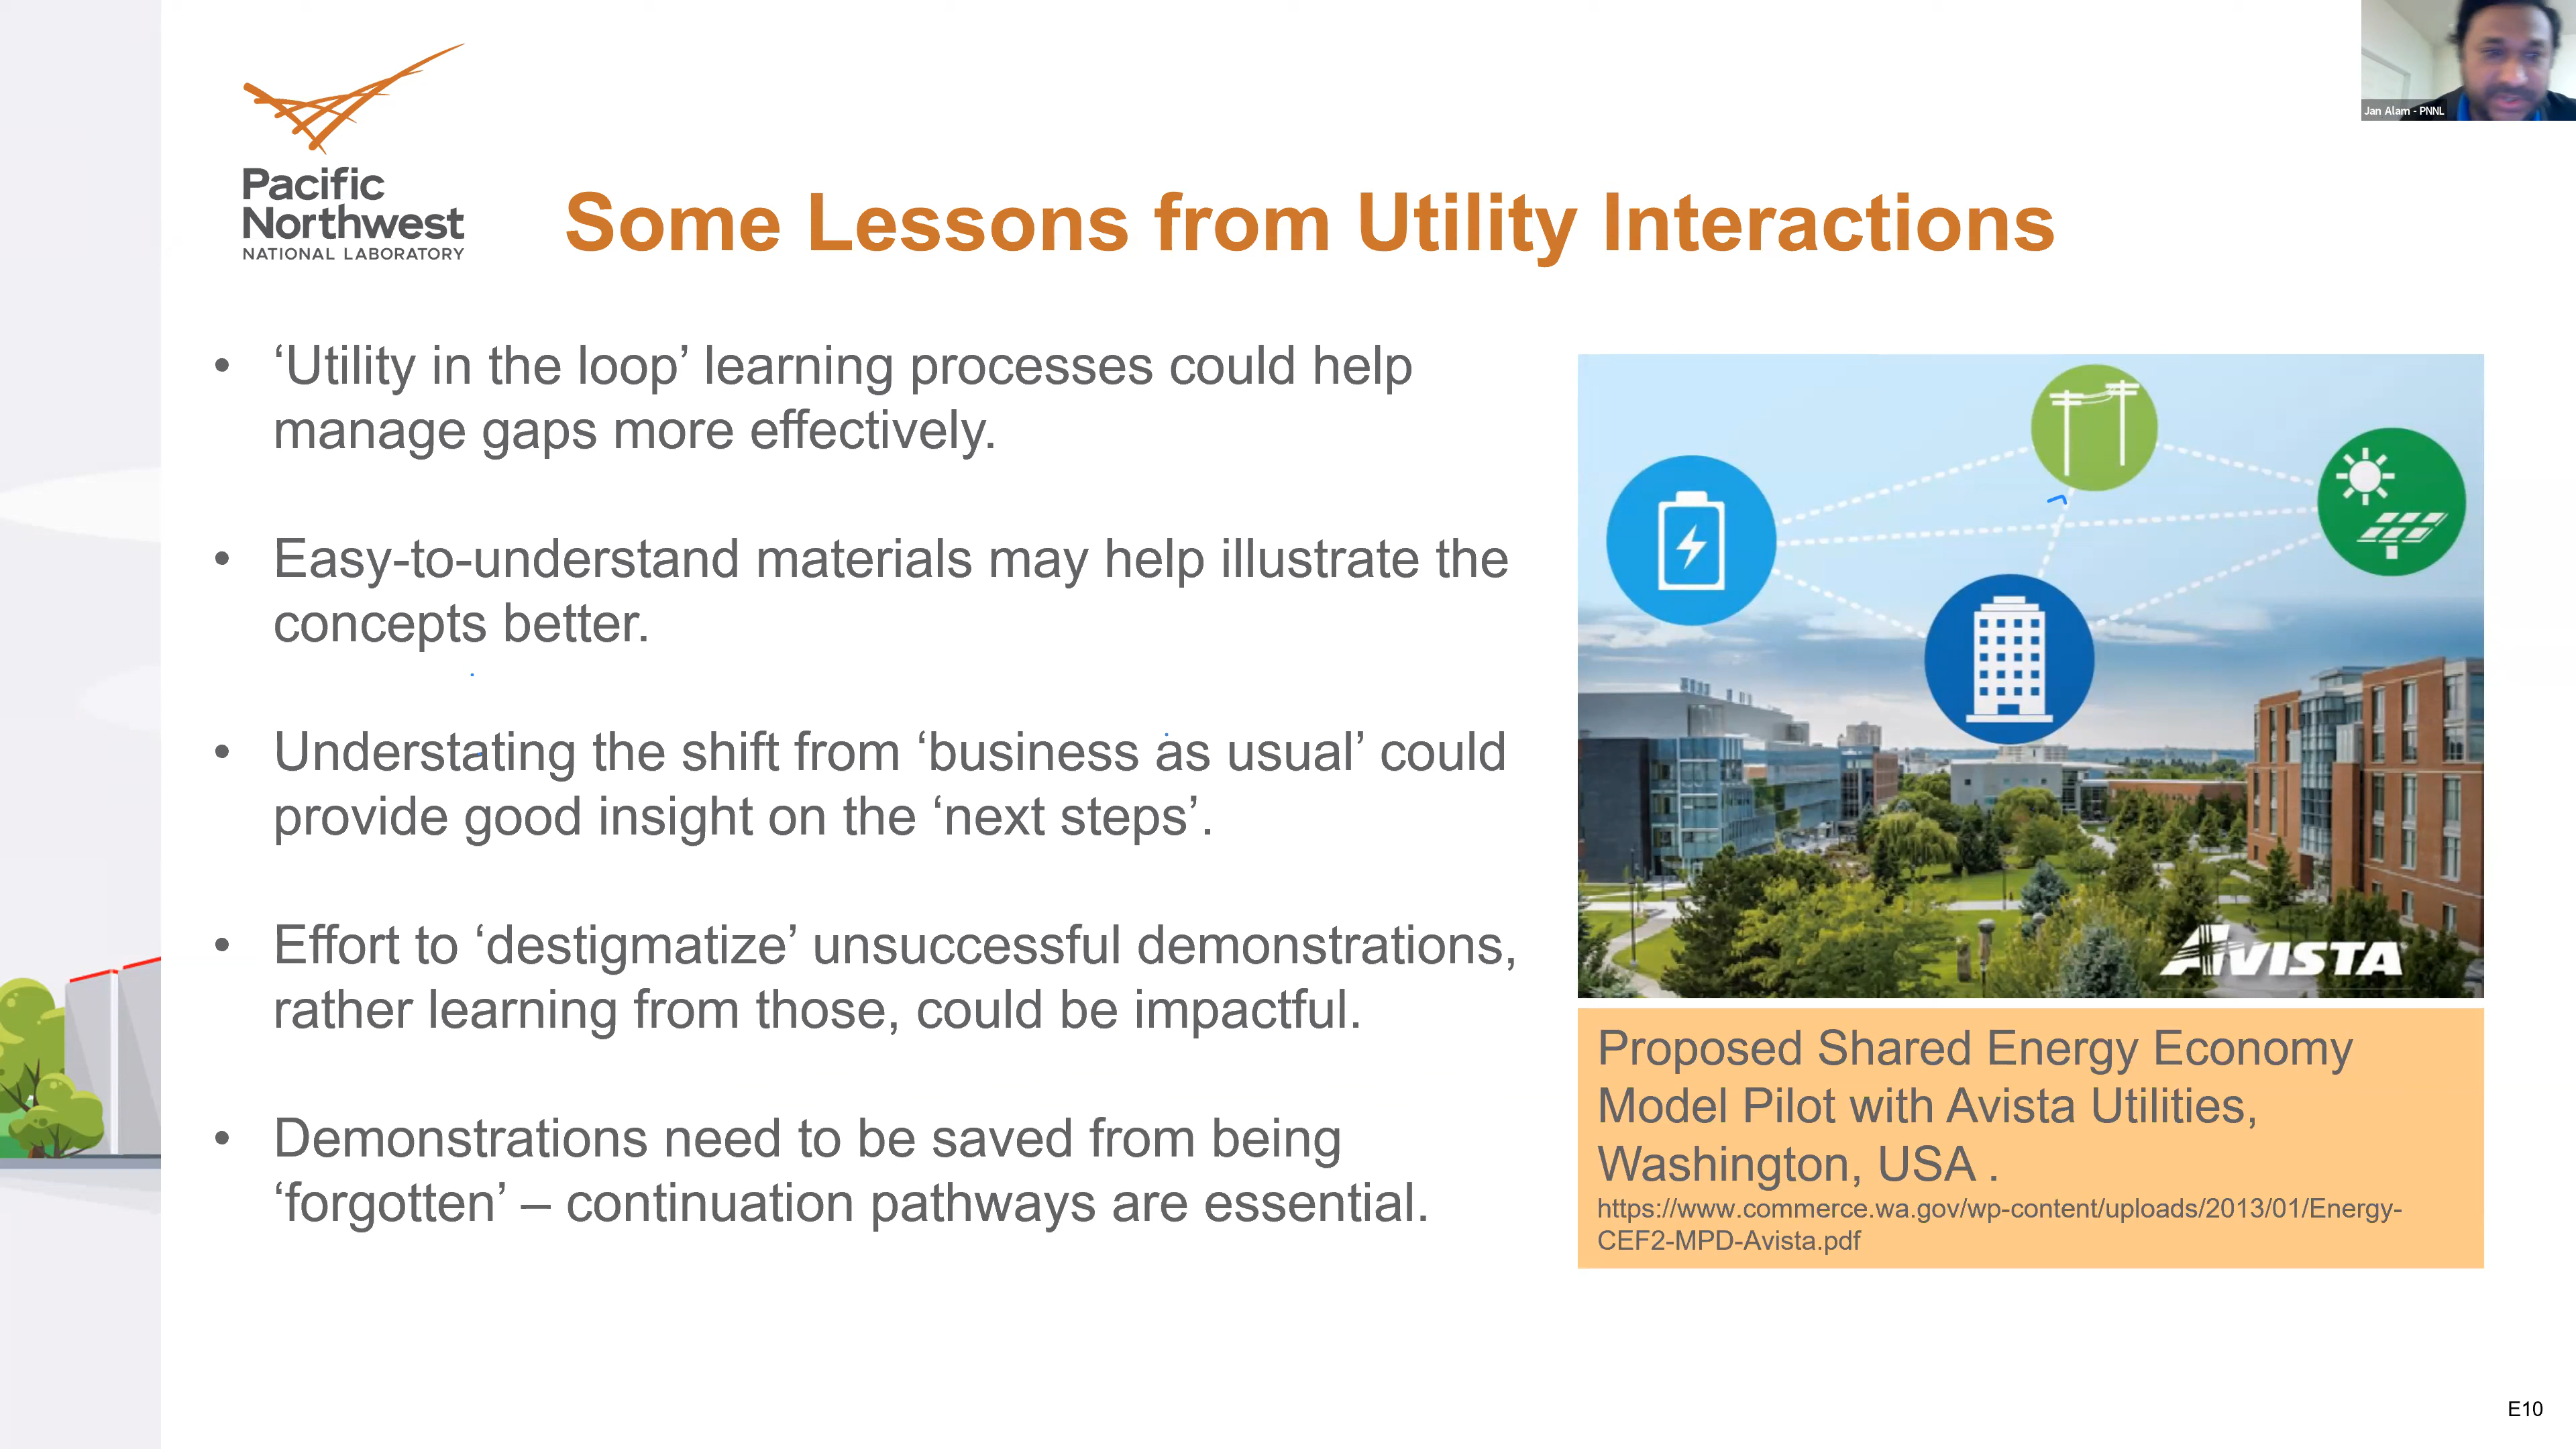 Jan Alam - PNNL
Pacific
Northwest
NATIONAL LABORATORY
Some Lessons from Utility Interactions
• ‘Utility in the loop’ learning processes could help
manage gaps more effectively.
• Easy-to-understand materials may help illustrate the
concepts better.
• Understating the shift from ‘business as usual’ could
provide good insight on the ‘next steps’.
• Effort to ‘destigmatize’ unsuccessful demonstrations,
rather learning from those, could be impactful.
• Demonstrations need to be saved from being
‘forgotten’ – continuation pathways are essential.
AVISTA
Proposed Shared Energy Economy
Model Pilot with Avista Utilities,
Washington, USA .
https://www.commerce.wa.gov/wp-content/uploads/2013/01/Energy-
CEF2-MPD-Avista.pdf
E10